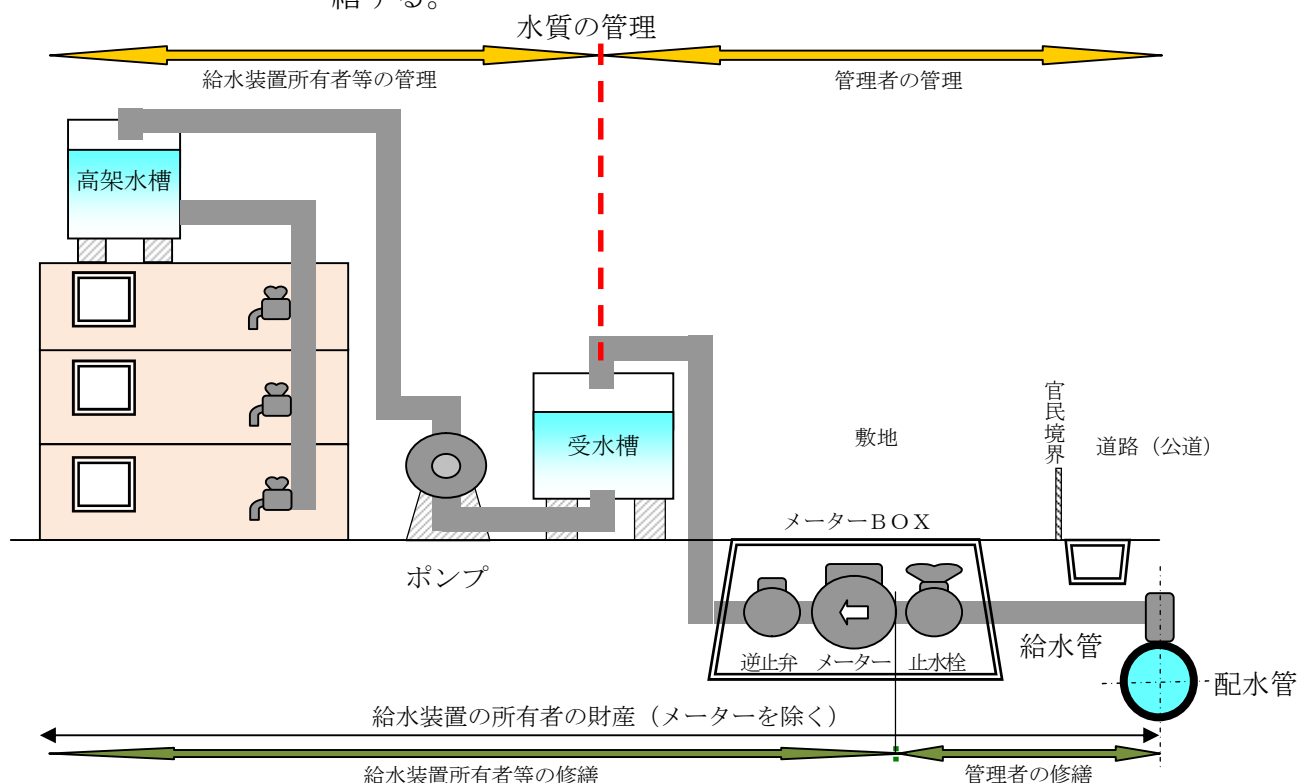 給する。
水質の管理
給水装置所有者等の管理
管理者の管理
高架水槽
受水槽
敷地
官民境界
道路（公道）
メーターＢＯＸ
ポンプ
逆止弁
メーター
止水栓
給水管
配水管
給水装置の所有者の財産（メーターを除く）
給水装置所有者等の修繕
管理者の修繕